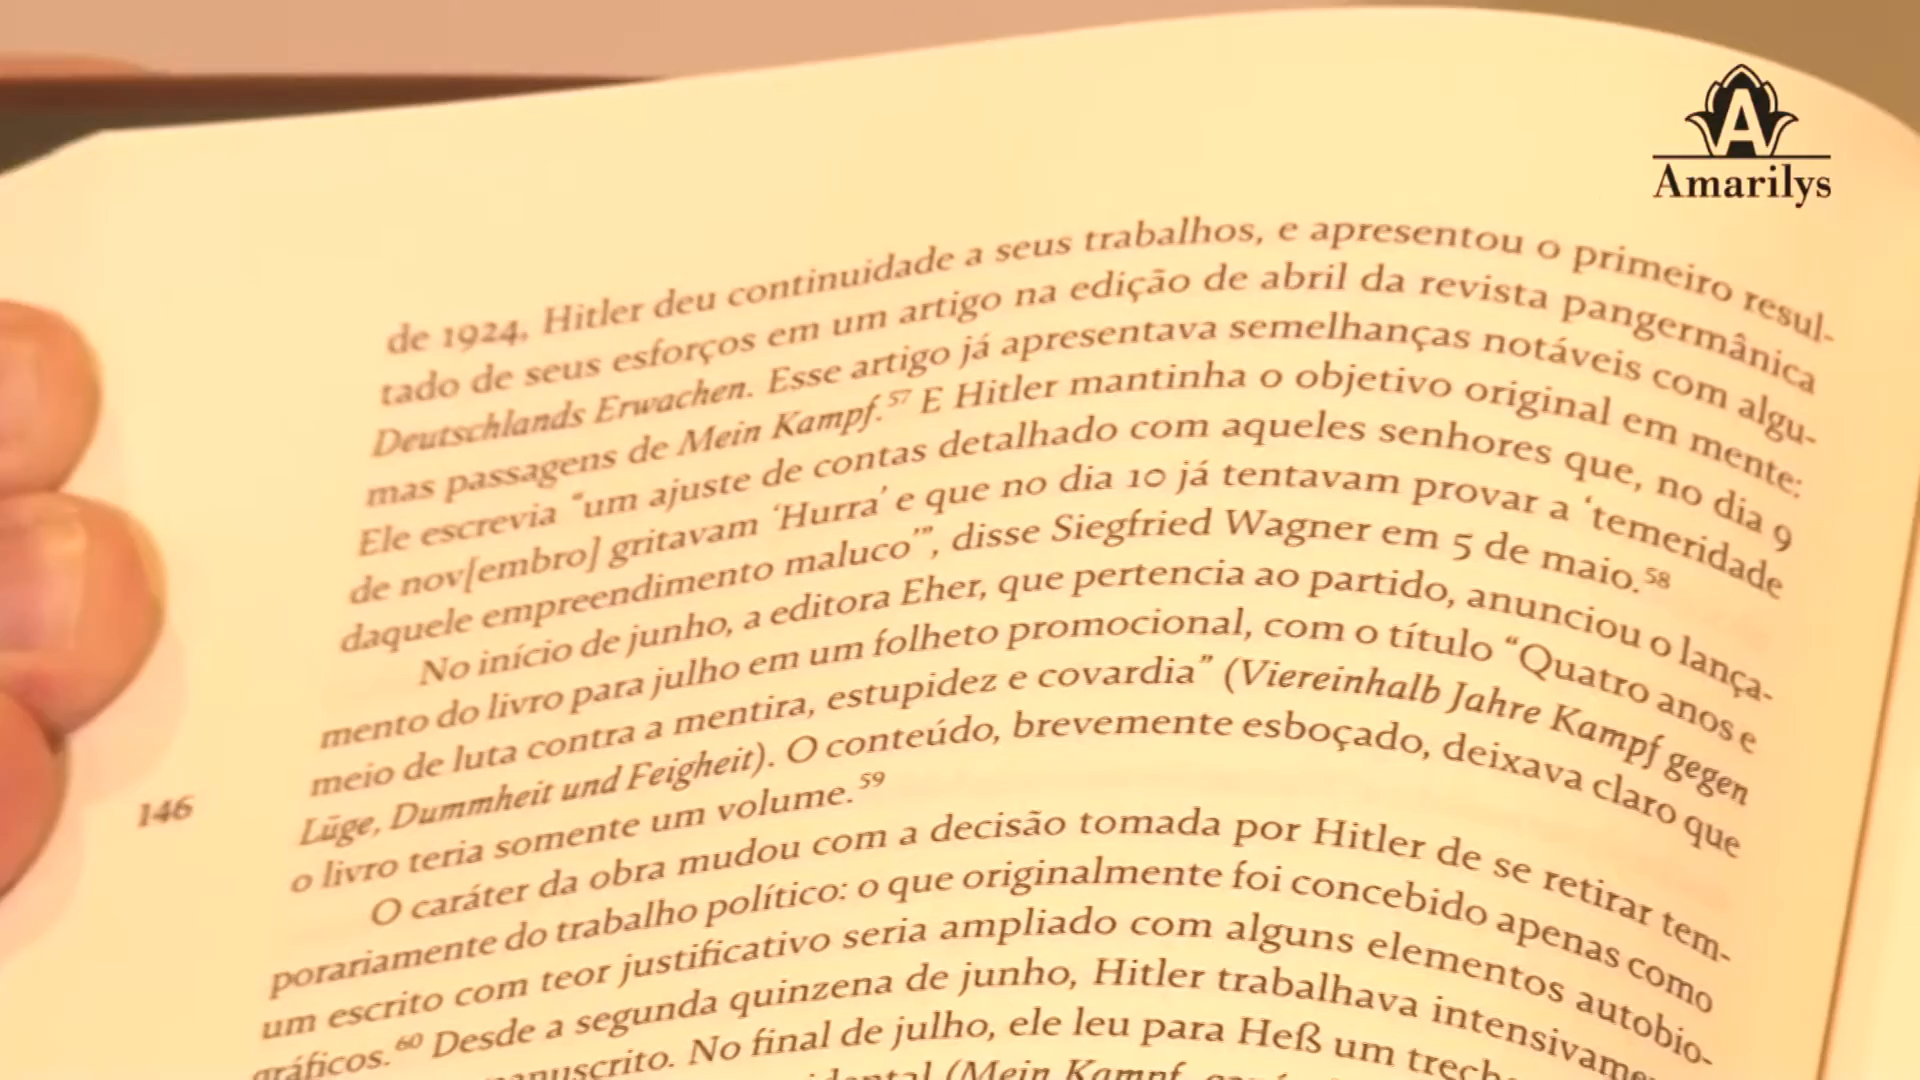 A
Amarilys
de 1924, Hitler deu continuidade a seus trabalhos, e apresentou o primeiro resul-
tado de seus esforços em um artigo na edição de abril da revista pangermânica
Deutschlands Erwachen. Esse artigo já apresentava semelhanças notáveis com algu-
mas passagens de Mein Kampf.⁵⁷ E Hitler mantinha o objetivo original em mente:
Ele escrevia “um ajuste de contas detalhado com aqueles senhores que, no dia 9
de nov[embro] gritavam ‘Hurra’ e que no dia 10 já tentavam provar a ‘temeridade
daquele empreendimento maluco’”, disse Siegfried Wagner em 5 de maio.⁵⁸
No início de junho, a editora Eher, que pertencia ao partido, anunciou o lança-
mento do livro para julho em um folheto promocional, com o título “Quatro anos e
meio de luta contra a mentira, estupidez e covardia” (Viereinhalb Jahre Kampf gegen
Lüge, Dummheit und Feigheit). O conteúdo, brevemente esboçado, deixava claro que
o livro teria somente um volume.⁵⁹
146
O caráter da obra mudou com a decisão tomada por Hitler de se retirar tem-
porariamente do trabalho político: o que originalmente foi concebido apenas como
um escrito com teor justificativo seria ampliado com alguns elementos autobio-
gráficos.⁶⁰ Desde a segunda quinzena de junho, Hitler trabalhava
manuscrito. No final de julho, ele leu para Heß um
(Mein Kampf,